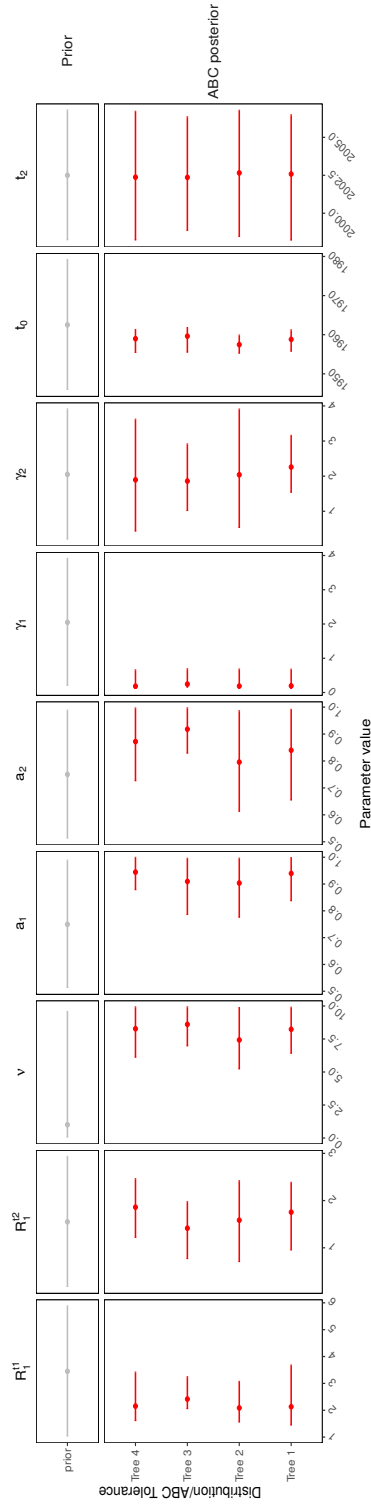 R₁ᵗ¹ R₁ᵗ² ν a₁ a₂ γ₁ γ₂ t₀ t₂
prior
Prior
Tree 4
Tree 3
Tree 2
Tree 1
ABC posterior
1 2 3 4 5 6
1 2 3
0.0 2.5 5.0 7.5 10.0
0.5 0.6 0.7 0.8 0.9 1.0
0.5 0.6 0.7 0.8 0.9 1.0
0 1 2 3 4
1 2 3 4
1950 1960 1970 1980
2000.0 2002.5 2005.0
Parameter value
Distribution/ABC Tolerance